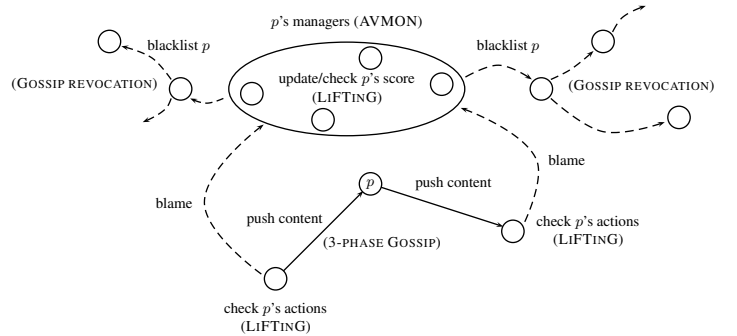 p's managers (AVMON)
blacklist p
blacklist p
(GOSSIP REVOCATION)
update/check p's score
(LIFTING)
(GOSSIP REVOCATION)
blame
blame
p
push content
push content
(3-PHASE GOSSIP)
check p's actions
(LIFTING)
check p's actions
(LIFTING)